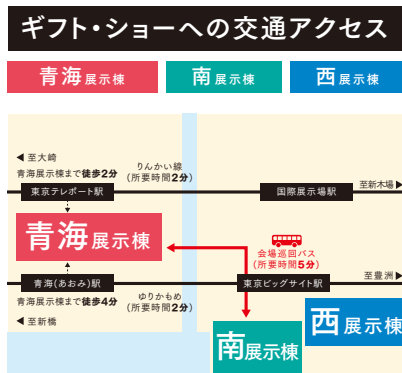 ギフト・ショーへの交通アクセス
青海展示棟
南展示棟
西展示棟
◀ 至大崎
青海展示棟まで徒歩2分
りんかい線
(所要時間2分)
東京テレポート駅
国際展示場駅
至新木場▶
青海展示棟
会場巡回バス
(所要時間5分)
青海(あおみ)駅
東京ビッグサイト駅
至豊洲▶
青海展示棟まで徒歩4分
ゆりかもめ
(所要時間2分)
◀ 至新橋
南展示棟
西展示棟